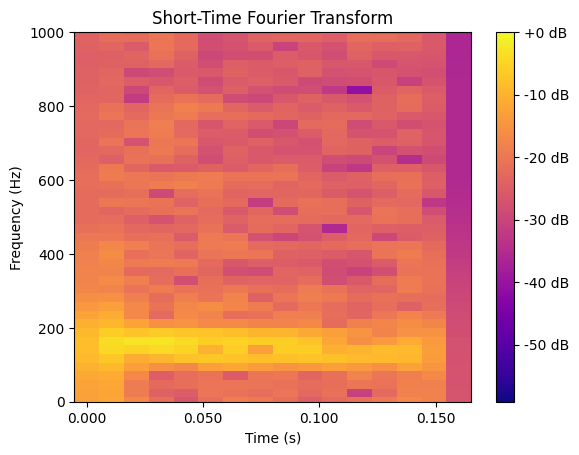 Short-Time Fourier Transform
1000
800
600
400
200
0
Frequency (Hz)
0.000
0.050
0.100
0.150
Time (s)
+0 dB
-10 dB
-20 dB
-30 dB
-40 dB
-50 dB